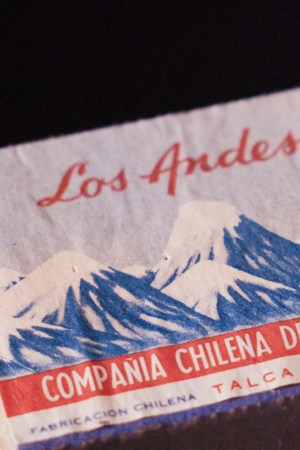 Los Andes
COMPAÑIA CHILENA D
FABRICACION CHILENA TALCA